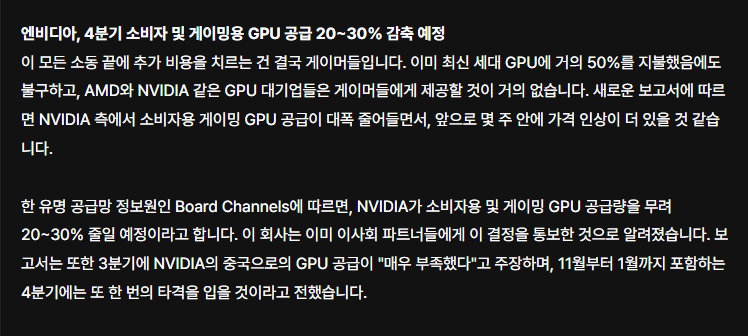 엔비디아, 4분기 소비자 및 게이밍용 GPU 공급 20~30% 감축 예정
이 모든 소동 끝에 추가 비용을 치르는 건 결국 게이머들입니다. 이미 최신 세대 GPU에 거의 50%를 지불했음에도
불구하고, AMD와 NVIDIA 같은 GPU 대기업들은 게이머들에게 제공할 것이 거의 없습니다. 새로운 보고서에 따르
면 NVIDIA 측에서 소비자용 게이밍 GPU 공급이 대폭 줄어들면서, 앞으로 몇 주 안에 가격 인상이 더 있을 것 같습
니다.
한 유명 공급망 정보원인 Board Channels에 따르면, NVIDIA가 소비자용 및 게이밍 GPU 공급량을 무려
20~30% 줄일 예정이라고 합니다. 이 회사는 이미 이사회 파트너들에게 이 결정을 통보한 것으로 알려졌습니다. 보
고서는 또한 3분기에 NVIDIA의 중국으로의 GPU 공급이 "매우 부족했다"고 주장하며, 11월부터 1월까지 포함하는
4분기에는 또 한 번의 타격을 입을 것이라고 전했습니다.